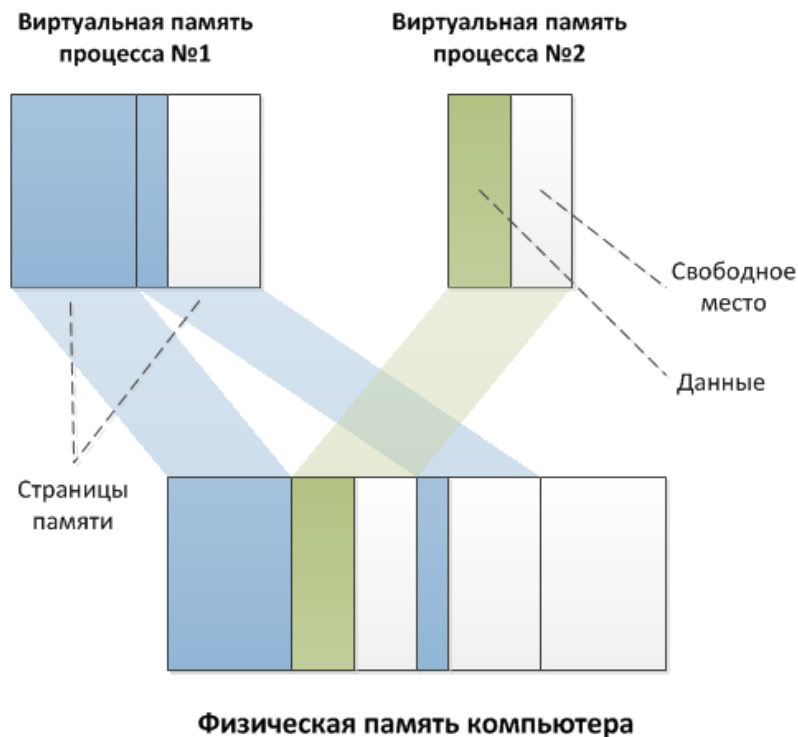 Виртуальная память
процесса №1
Виртуальная память
процесса №2
Свободное
место
Данные
Страницы
памяти
Физическая память компьютера